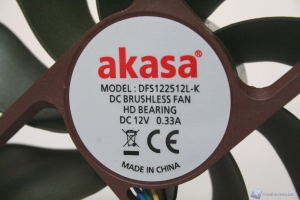 akasa®
MODEL: DFS122512L-K
DC BRUSHLESS FAN
HD BEARING
DC 12V 0.33A
CE
MADE IN CHINA